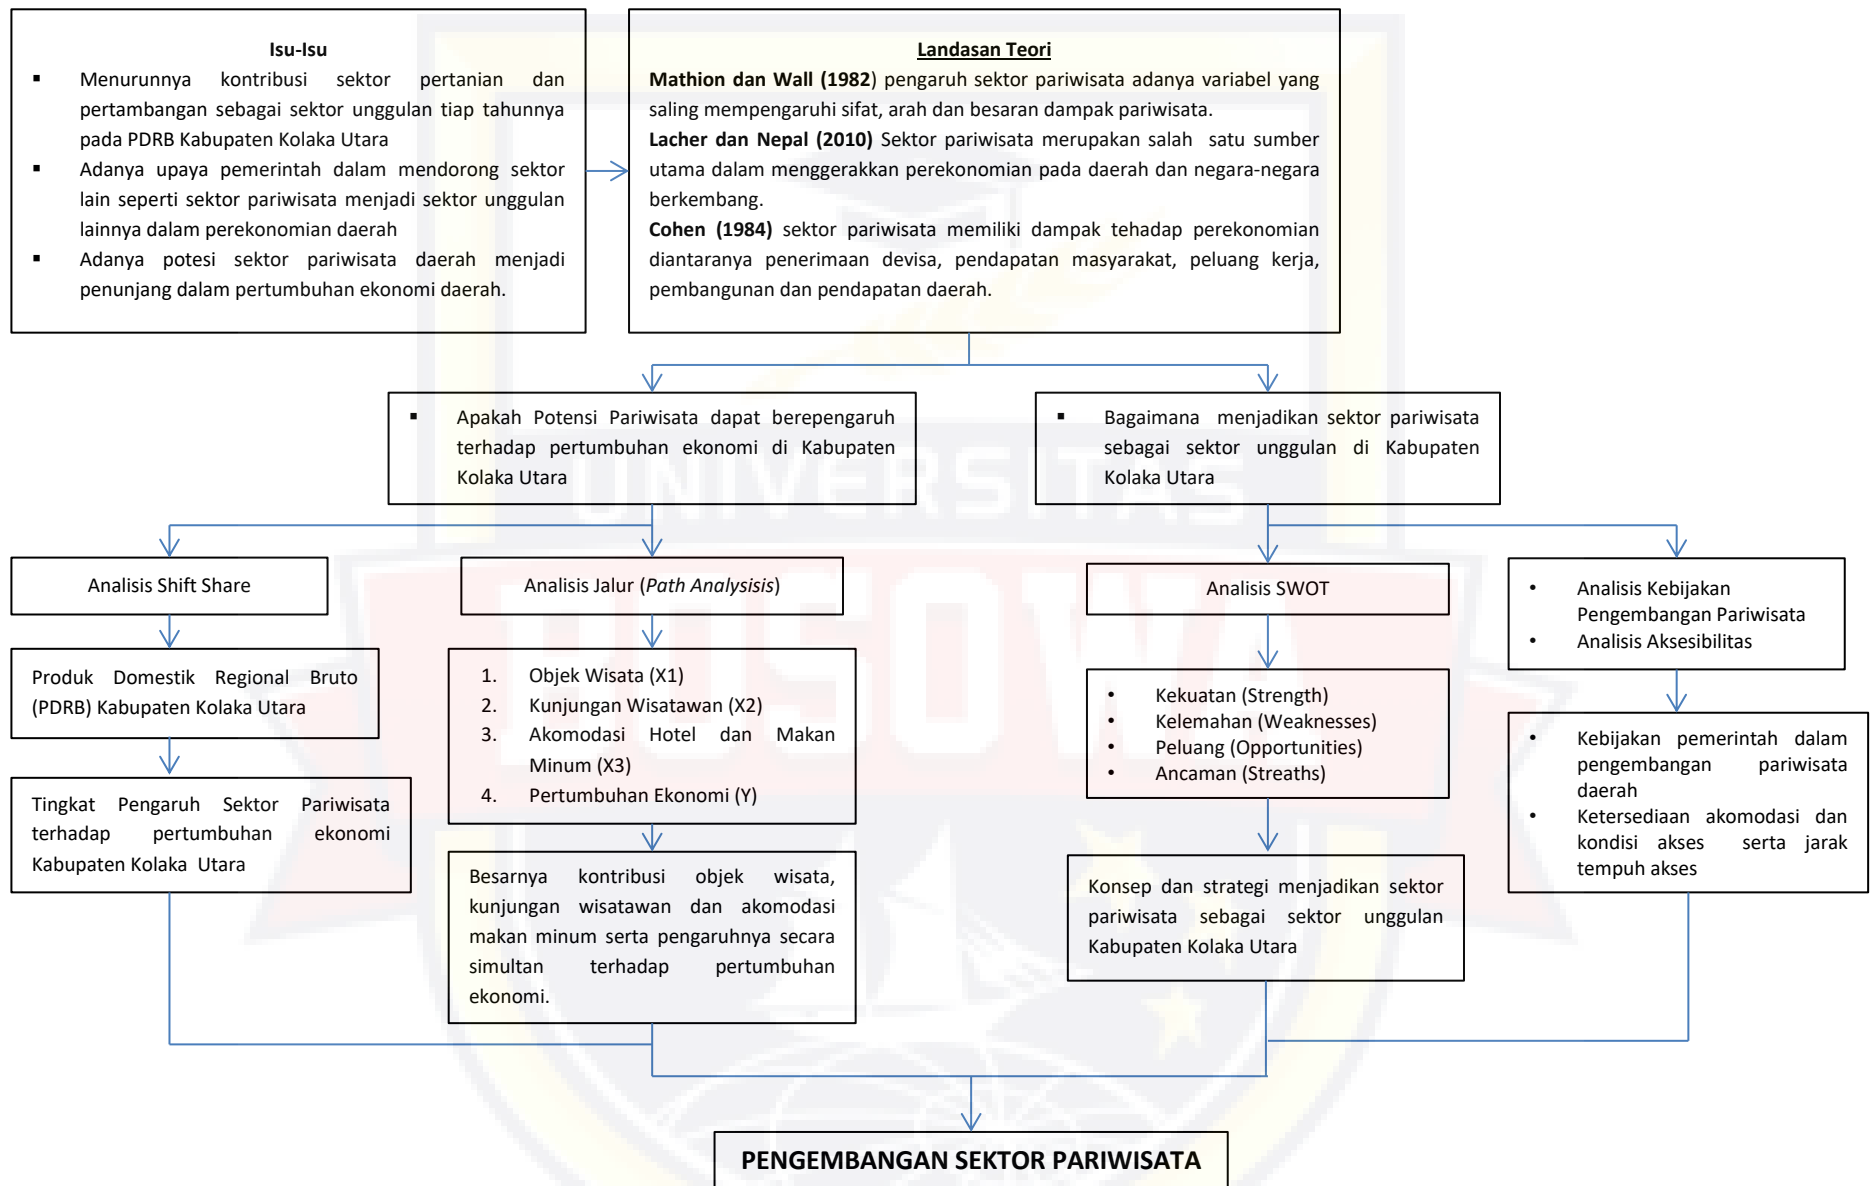 Isu-Isu
▪ Menurunnya kontribusi sektor pertanian dan
pertambangan sebagai sektor unggulan tiap tahunnya
pada PDRB Kabupaten Kolaka Utara
▪ Adanya upaya pemerintah dalam mendorong sektor
lain seperti sektor pariwisata menjadi sektor unggulan
lainnya dalam perekonomian daerah
▪ Adanya potesi sektor pariwisata daerah menjadi
penunjang dalam pertumbuhan ekonomi daerah.
Landasan Teori
Mathion dan Wall (1982) pengaruh sektor pariwisata adanya variabel yang
saling mempengaruhi sifat, arah dan besaran dampak pariwisata.
Lacher dan Nepal (2010) Sektor pariwisata merupakan salah satu sumber
utama dalam menggerakkan perekonomian pada daerah dan negara-negara
berkembang.
Cohen (1984) sektor pariwisata memiliki dampak tehadap perekonomian
diantaranya penerimaan devisa, pendapatan masyarakat, peluang kerja,
pembangunan dan pendapatan daerah.
▪ Apakah Potensi Pariwisata dapat berepengaruh
terhadap pertumbuhan ekonomi di Kabupaten
Kolaka Utara
▪ Bagaimana menjadikan sektor pariwisata
sebagai sektor unggulan di Kabupaten
Kolaka Utara
UNIVERSITAS
BOSOWA
Analisis Shift Share
Analisis Jalur (Path Analysisis)
Analisis SWOT
• Analisis Kebijakan
Pengembangan Pariwisata
• Analisis Aksesibilitas
Produk Domestik Regional Bruto
(PDRB) Kabupaten Kolaka Utara
1. Objek Wisata (X1)
2. Kunjungan Wisatawan (X2)
3. Akomodasi Hotel dan Makan
Minum (X3)
4. Pertumbuhan Ekonomi (Y)
• Kekuatan (Strength)
• Kelemahan (Weaknesses)
• Peluang (Opportunities)
• Ancaman (Streaths)
• Kebijakan pemerintah dalam
pengembangan pariwisata
daerah
• Ketersediaan akomodasi dan
kondisi akses serta jarak
tempuh akses
Tingkat Pengaruh Sektor Pariwisata
terhadap pertumbuhan ekonomi
Kabupaten Kolaka Utara
Besarnya kontribusi objek wisata,
kunjungan wisatawan dan akomodasi
makan minum serta pengaruhnya secara
simultan terhadap pertumbuhan
ekonomi.
Konsep dan strategi menjadikan sektor
pariwisata sebagai sektor unggulan
Kabupaten Kolaka Utara
PENGEMBANGAN SEKTOR PARIWISATA